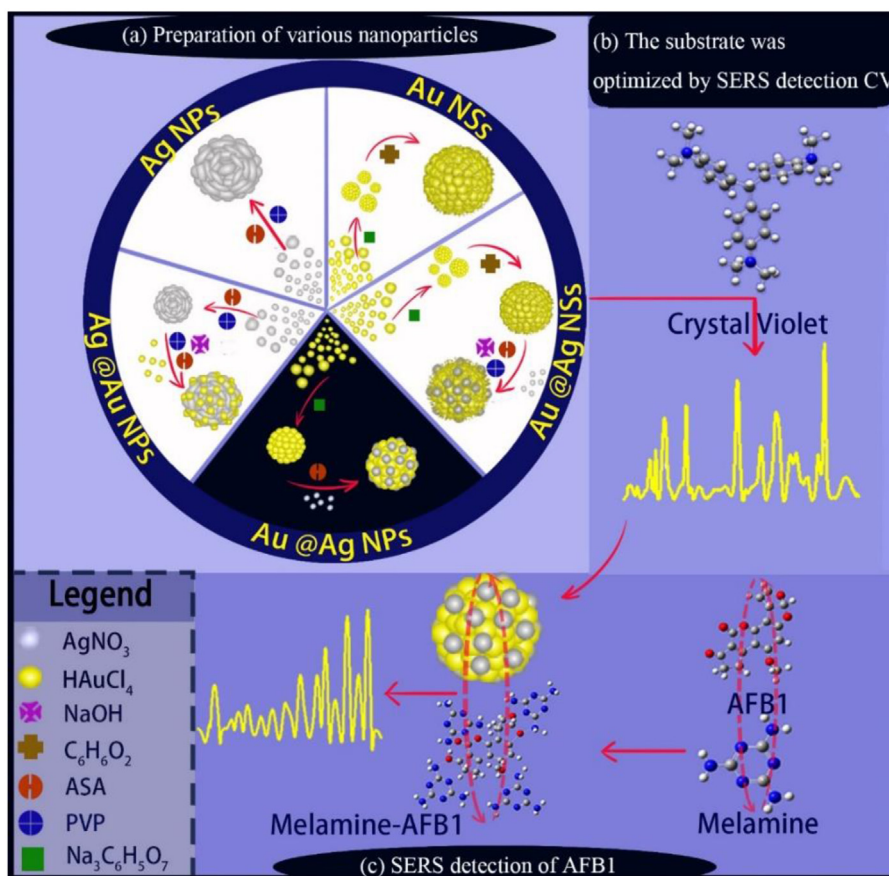 (a) Preparation of various nanoparticles
(b) The substrate was
optimized by SERS detection CV
Ag NPs
Au NSs
Ag @Au NPs
Au @Ag NSs
Au @Ag NPs
Crystal Violet
Legend
AgNO₃
HAuCl₄
NaOH
C₆H₆O₂
ASA
PVP
Na₃C₆H₅O₇
AFB1
Melamine-AFB1
Melamine
(c) SERS detection of AFB1